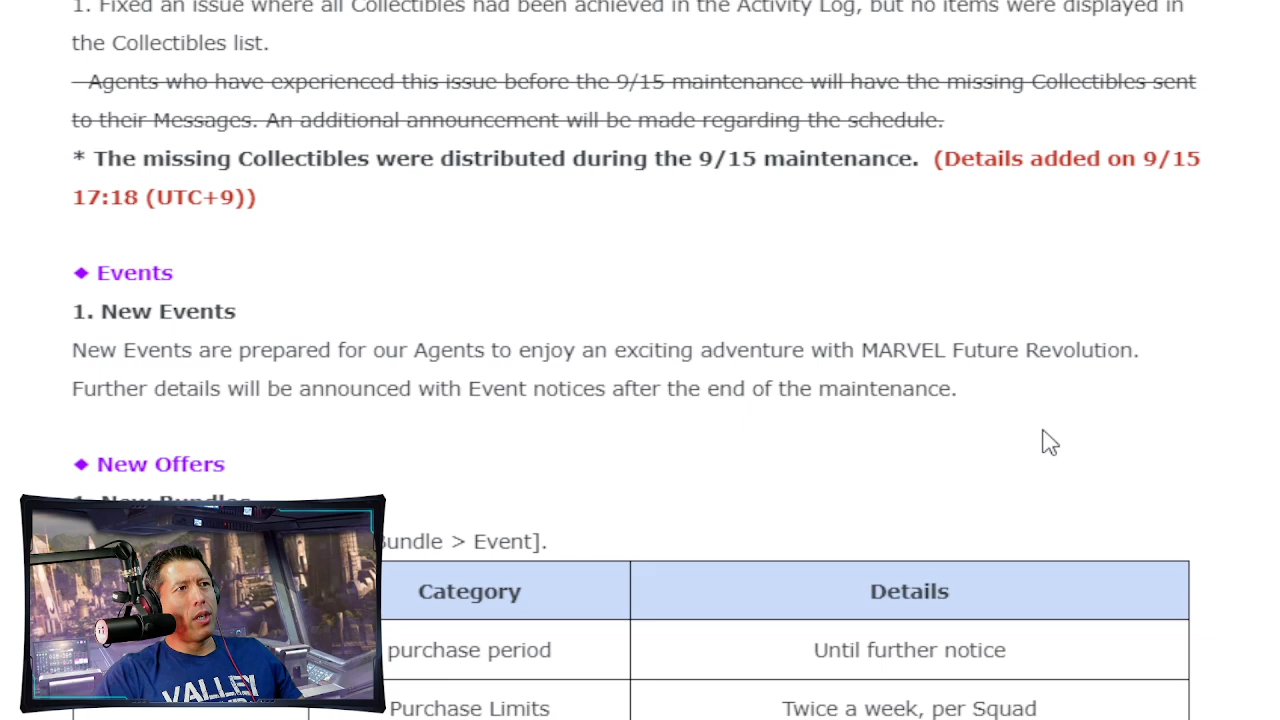 1. Fixed an issue where all Collectibles had been achieved in the Activity Log, but no items were displayed in
the Collectibles list.
- Agents who have experienced this issue before the 9/15 maintenance will have the missing Collectibles sent
to their Messages. An additional announcement will be made regarding the schedule.
* The missing Collectibles were distributed during the 9/15 maintenance. (Details added on 9/15
17:18 (UTC+9))
◆ Events
1. New Events
New Events are prepared for our Agents to enjoy an exciting adventure with MARVEL Future Revolution.
Further details will be announced with Event notices after the end of the maintenance.
◆ New Offers
1. New Bundles
Bundle > Event].
Category Details
purchase period Until further notice
Purchase Limits Twice a week, per Squad
VALLEY